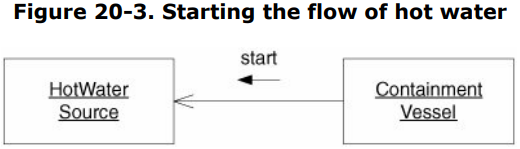 Figure 20-3. Starting the flow of hot water
start
HotWater
Source
Containment
Vessel